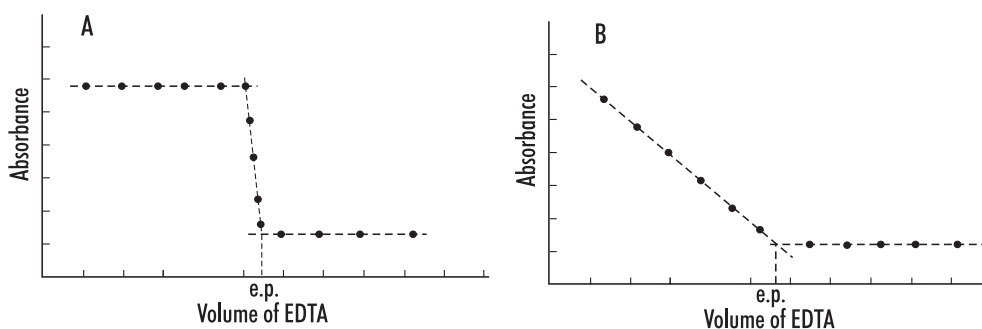 A
Absorbance
e.p.
Volume of EDTA
B
Absorbance
e.p.
Volume of EDTA